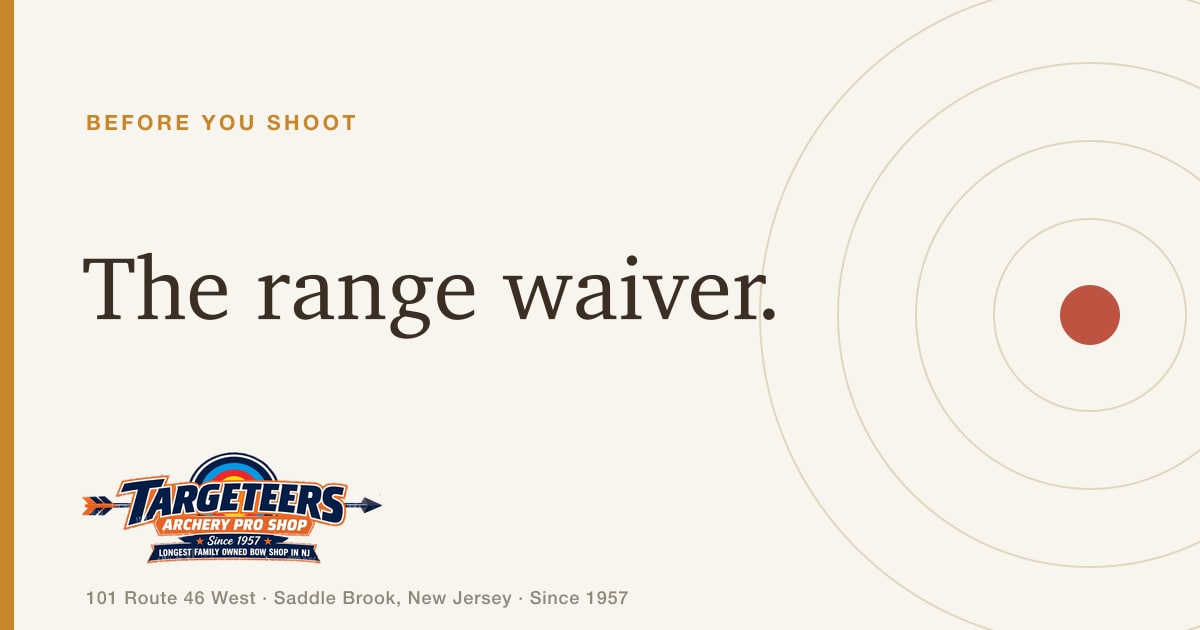 BEFORE YOU SHOOT
The range waiver.
TARGETEERS
ARCHERY PRO SHOP
Since 1957
LONGEST FAMILY OWNED BOW SHOP IN NJ
101 Route 46 West · Saddle Brook, New Jersey · Since 1957